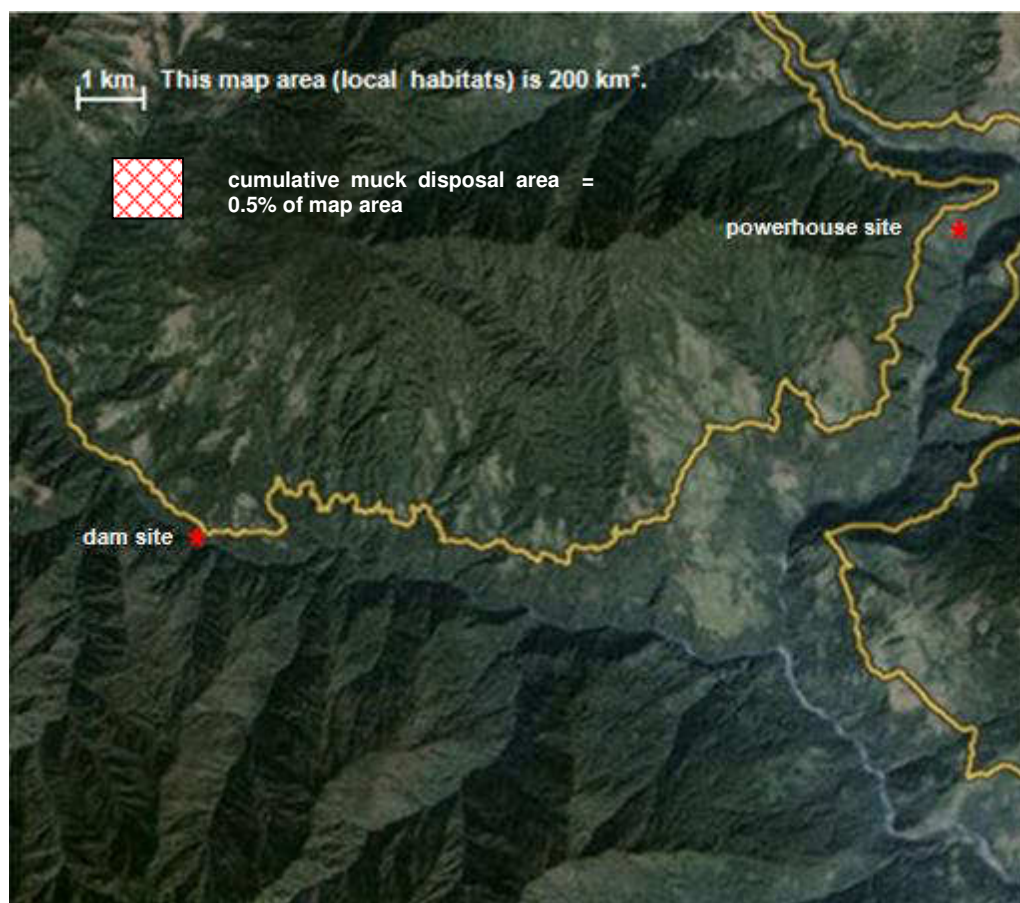 1 km This map area (local habitats) is 200 km².
cumulative muck disposal area =
0.5% of map area
powerhouse site
dam site